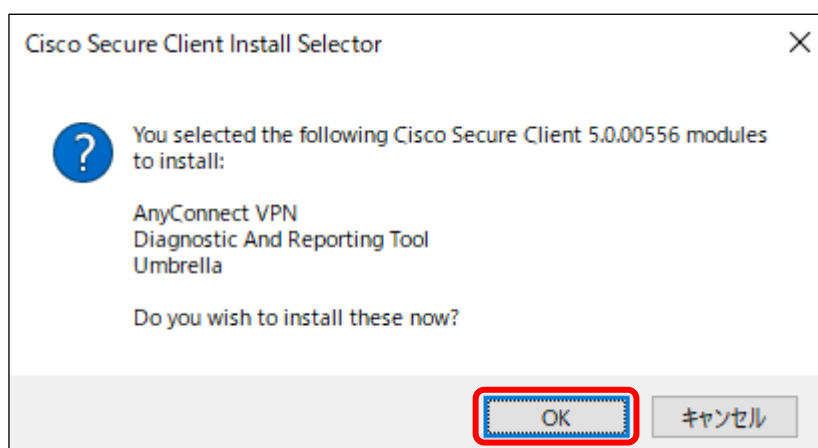 Cisco Secure Client Install Selector
You selected the following Cisco Secure Client 5.0.00556 modules
to install:
AnyConnect VPN
Diagnostic And Reporting Tool
Umbrella
Do you wish to install these now?
OK
キャンセル